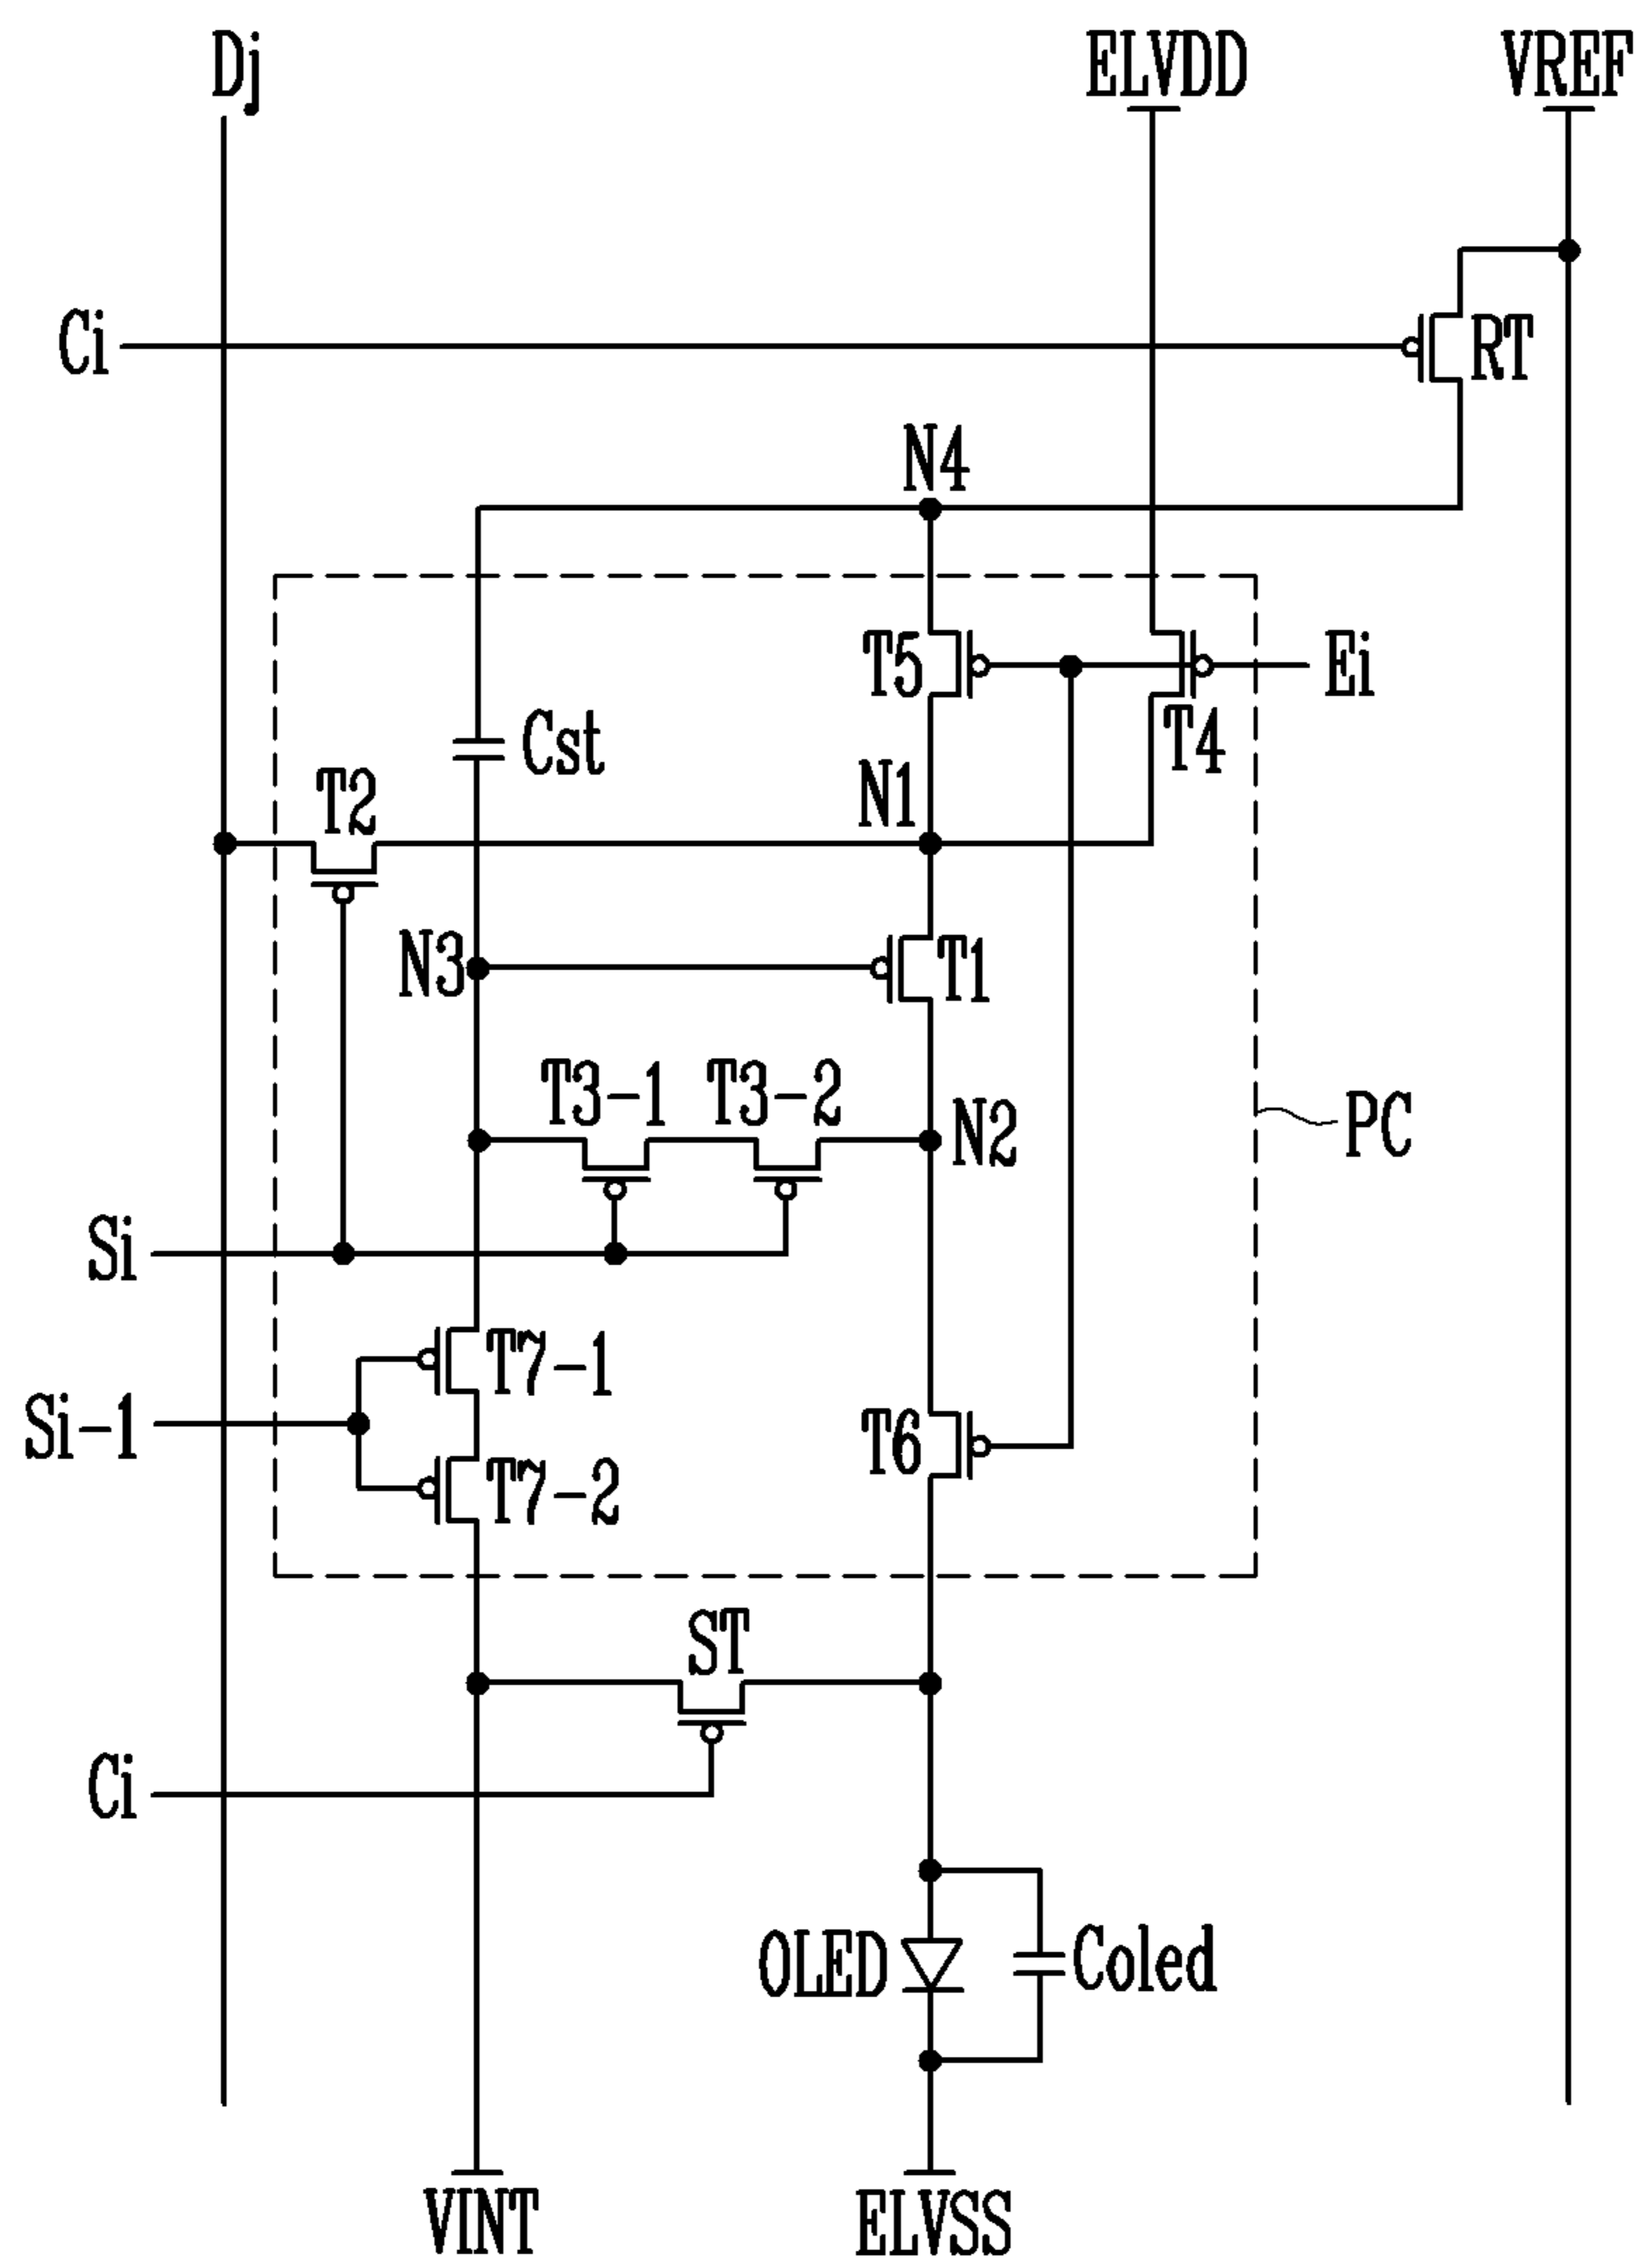 Dj
ELVDD
VREF
Ci
RT
N4
T5
Ei
T4
Cst
T2
N1
N3
T1
T3-1
T3-2
N2
PC
Si
T7-1
Si-1
T6
T7-2
ST
Ci
OLED
Coled
VINT
ELVSS